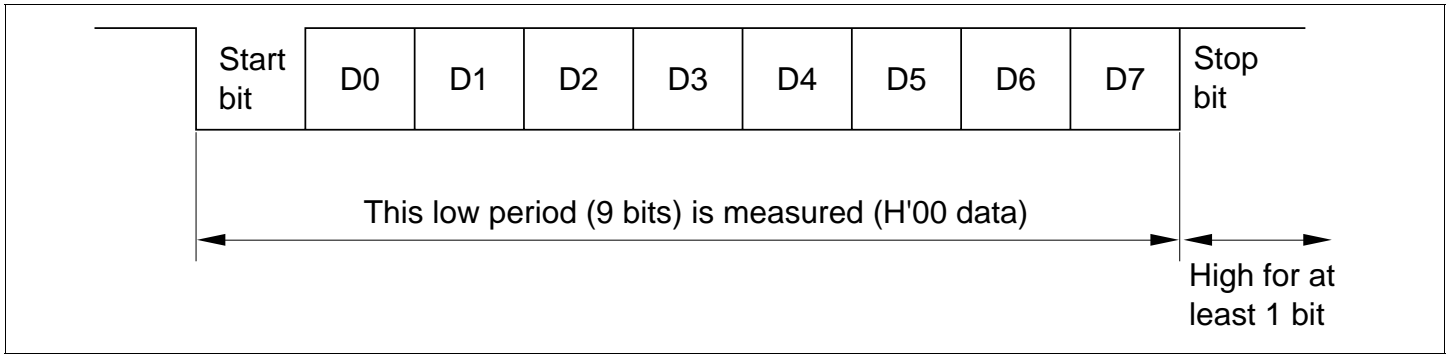 Start
bit
D0 D1 D2 D3 D4 D5 D6 D7
Stop
bit
This low period (9 bits) is measured (H'00 data)
High for at
least 1 bit